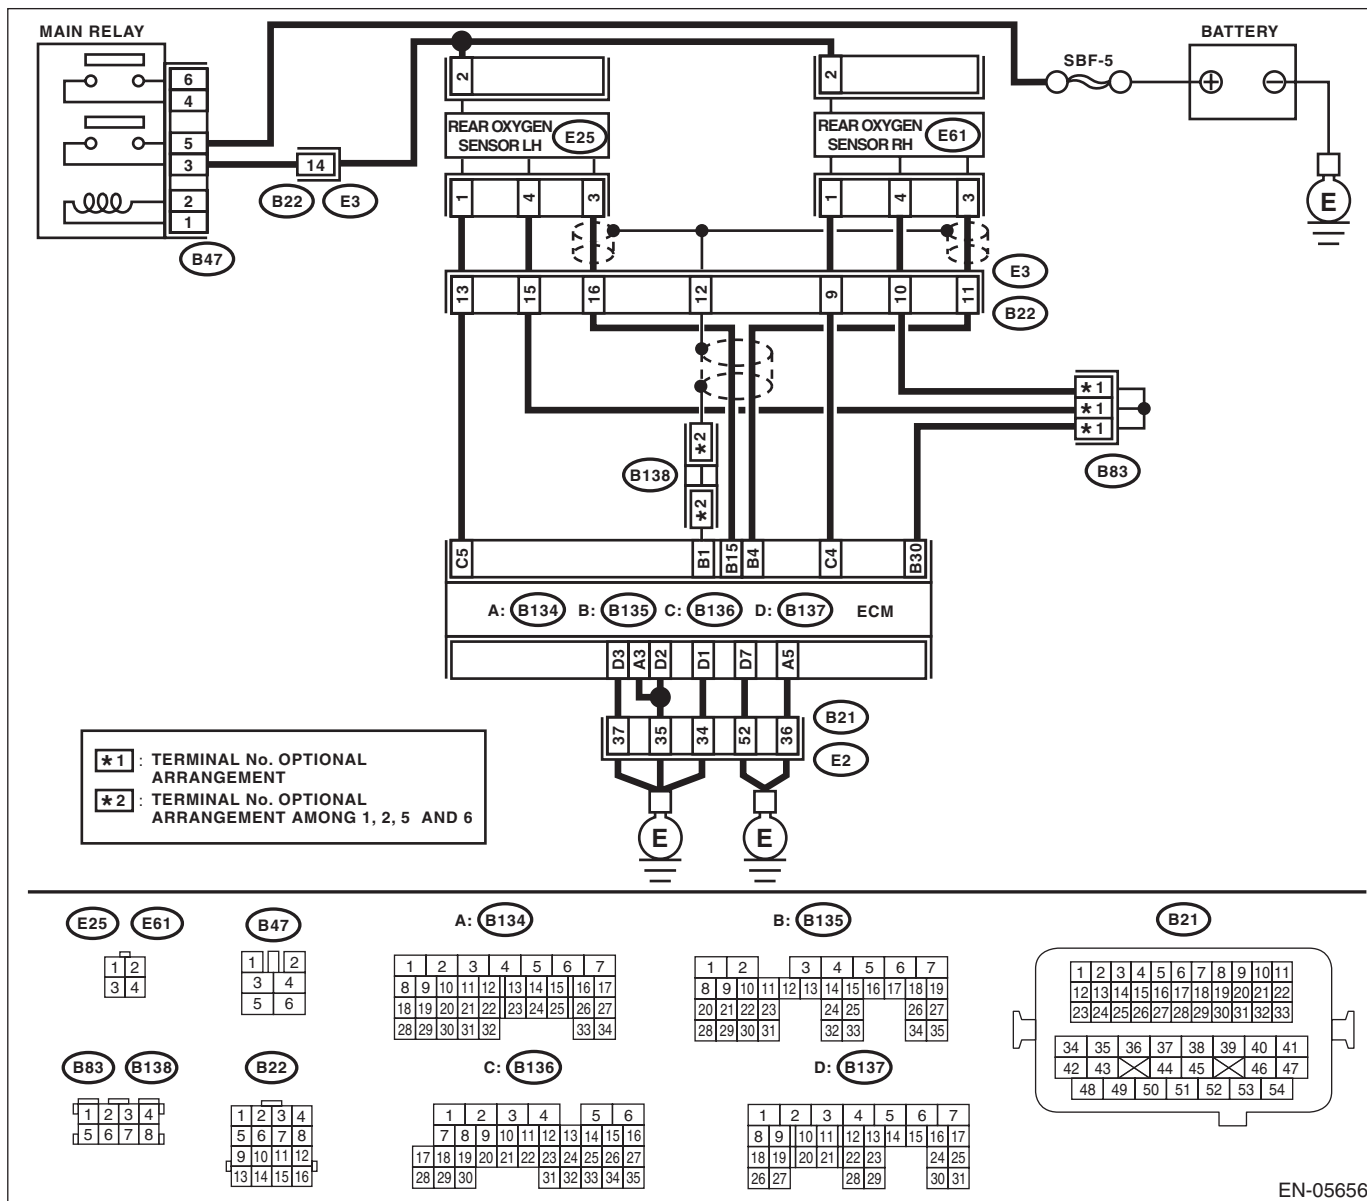 MAIN RELAY
BATTERY
SBF-5
6
4
5
3
2
1
B47
14
B22 E3
2
REAR OXYGEN
SENSOR LH
E25
2
REAR OXYGEN
SENSOR RH
E61
E
1 4 3
1 4 3
13 15 16 12 9 10 11
E3
B22
*1
*1
*1
B83
*2
B138
*2
C5 B1 B15 B4 C4 B30
A: B134 B: B135 C: B136 D: B137 ECM
D3 A3 D2 D1 D7 A5
37 35 34 52 36
B21
E2
E E
*1 : TERMINAL No. OPTIONAL
ARRANGEMENT
*2 : TERMINAL No. OPTIONAL
ARRANGEMENT AMONG 1, 2, 5 AND 6
E25 E61
1 2
3 4
B47
1 2
3 4
5 6
A: B134
1 2 3 4 5 6 7
8 9 10 11 12 13 14 15 16 17
18 19 20 21 22 23 24 25 26 27
28 29 30 31 32 33 34
B: B135
1 2 3 4 5 6 7
8 9 10 11 12 13 14 15 16 17 18 19
20 21 22 23 24 25 26 27
28 29 30 31 32 33 34 35
B21
1 2 3 4 5 6 7 8 9 10 11
12 13 14 15 16 17 18 19 20 21 22
23 24 25 26 27 28 29 30 31 32 33
34 35 36 37 38 39 40 41
42 43 44 45 46 47
48 49 50 51 52 53 54
B83 B138
1 2 3 4
5 6 7 8
B22
1 2 3 4
5 6 7 8
9 10 11 12
13 14 15 16
C: B136
1 2 3 4 5 6
7 8 9 10 11 12 13 14 15 16
17 18 19 20 21 22 23 24 25 26 27
28 29 30 31 32 33 34 35
D: B137
1 2 3 4 5 6 7
8 9 10 11 12 13 14 15 16 17
18 19 20 21 22 23 24 25
26 27 28 29 30 31
EN-05656